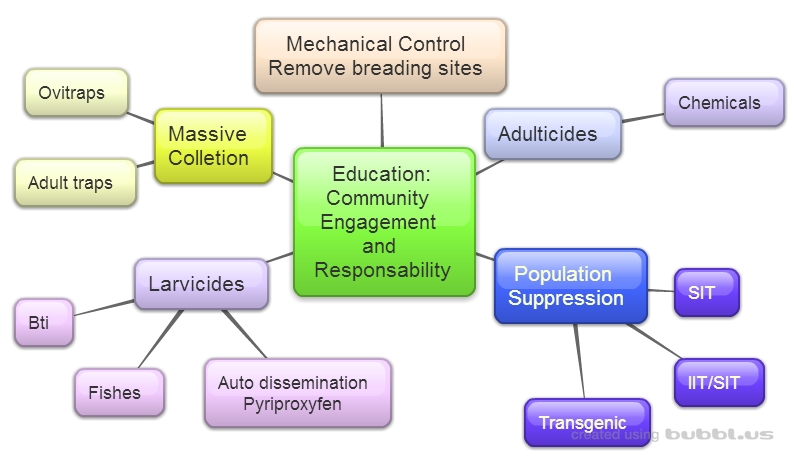 Mechanical Control
Remove breading sites
Ovitraps
Massive
Colletion
Adult traps
Adulticides
Chemicals
Education:
Community
Engagement
and
Responsability
Larvicides
Bti
Fishes
Auto dissemination
Pyriproxyfen
Population
Suppression
SIT
IIT/SIT
Transgenic
created using bubbl.us